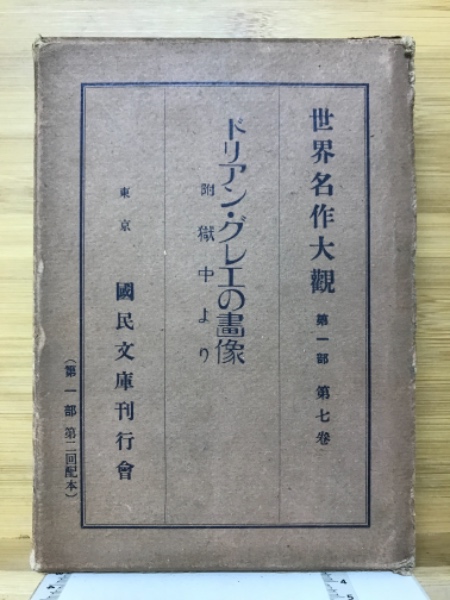 世界名作大觀 第一部 第七卷
ドリアン・グレエの畫像
附 獄中より
東京 國民文庫刊行會
(第一部 第二回配本)
4
5